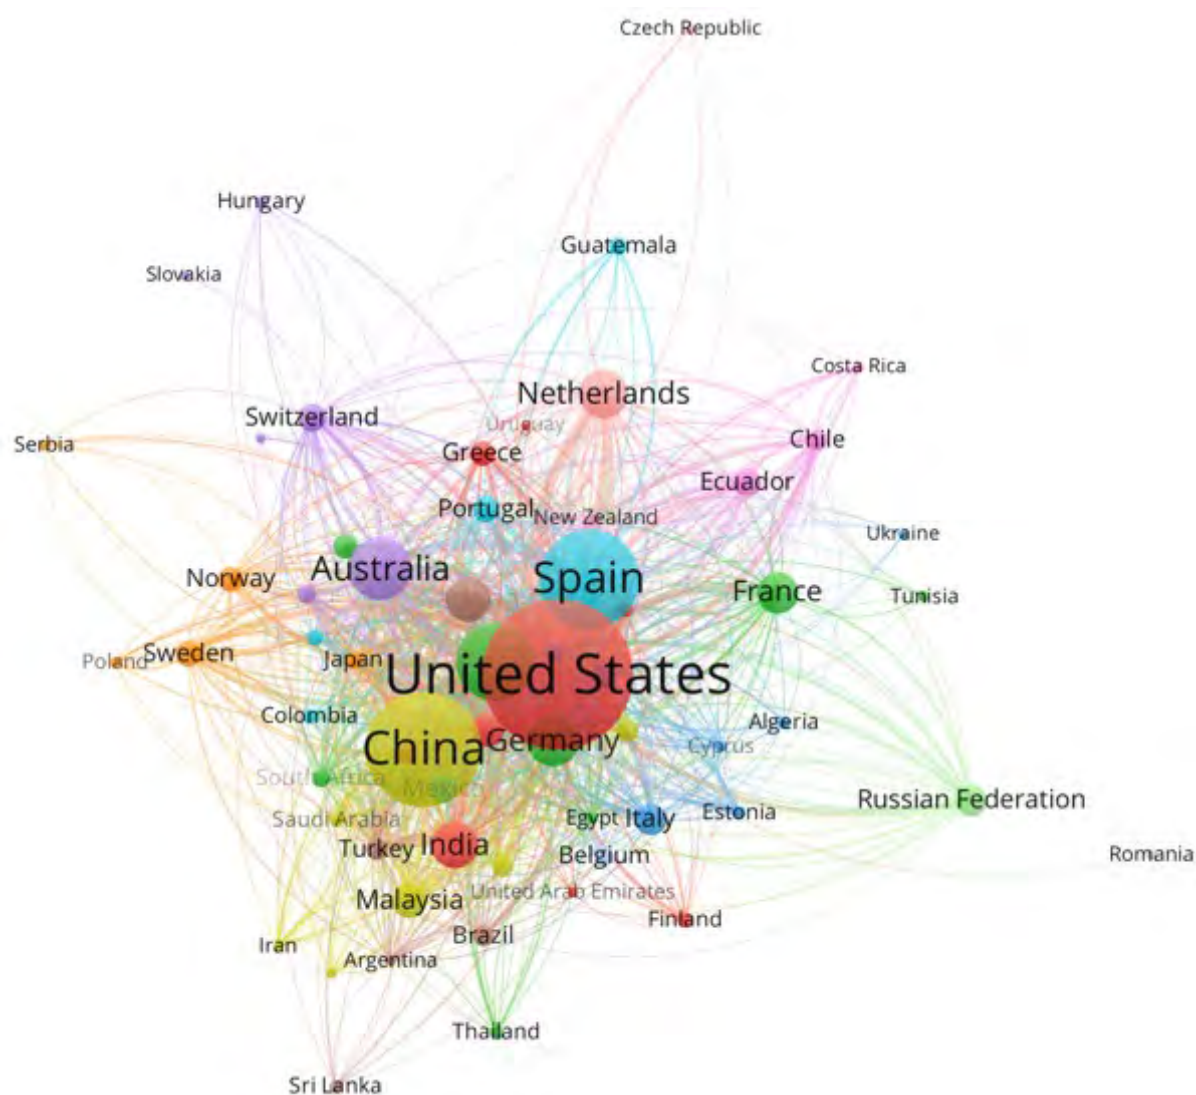 Czech Republic
Hungary
Guatemala
Slovakia
Costa Rica
Netherlands
Switzerland
Uruguay
Chile
Serbia
Greece
Ecuador
Portugal
New Zealand
Ukraine
Australia
Spain
Norway
France
Tunisia
Poland
Sweden
Japan
United States
Colombia
Algeria
China
Germany
Cyprus
South Africa
Mexico
Russian Federation
Saudi Arabia
Egypt
Italy
Estonia
Turkey
India
Belgium
Romania
Malaysia
United Arab Emirates
Finland
Iran
Brazil
Argentina
Thailand
Sri Lanka